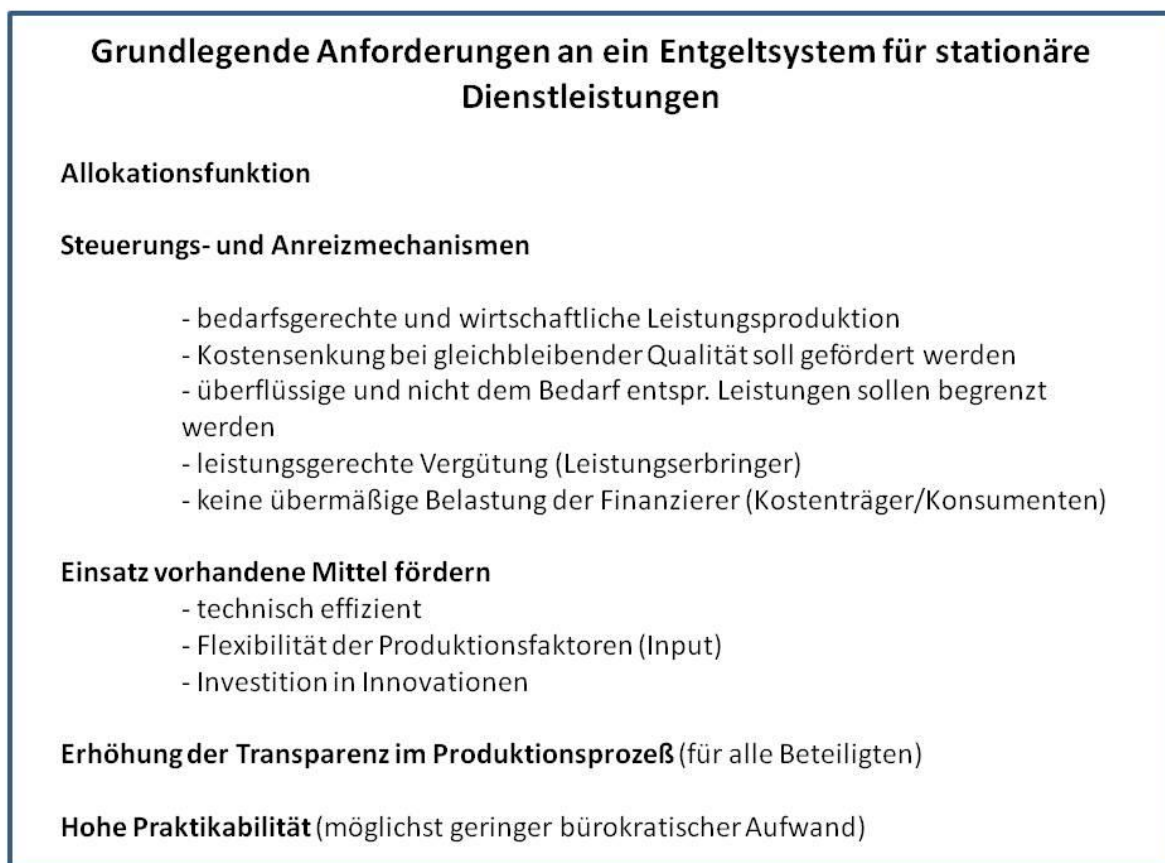 Grundlegende Anforderungen an ein Entgeltsystem für stationäre
Dienstleistungen
Allokationsfunktion
Steuerungs- und Anreizmechanismen
- bedarfsgerechte und wirtschaftliche Leistungsproduktion
- Kostensenkung bei gleichbleibender Qualität soll gefördert werden
- überflüssige und nicht dem Bedarf entspr. Leistungen sollen begrenzt
werden
- leistungsgerechte Vergütung (Leistungserbringer)
- keine übermäßige Belastung der Finanzierer (Kostenträger/Konsumenten)
Einsatz vorhandene Mittel fördern
- technisch effizient
- Flexibilität der Produktionsfaktoren (Input)
- Investition in Innovationen
Erhöhung der Transparenz im Produktionsprozeß (für alle Beteiligten)
Hohe Praktikabilität (möglichst geringer bürokratischer Aufwand)